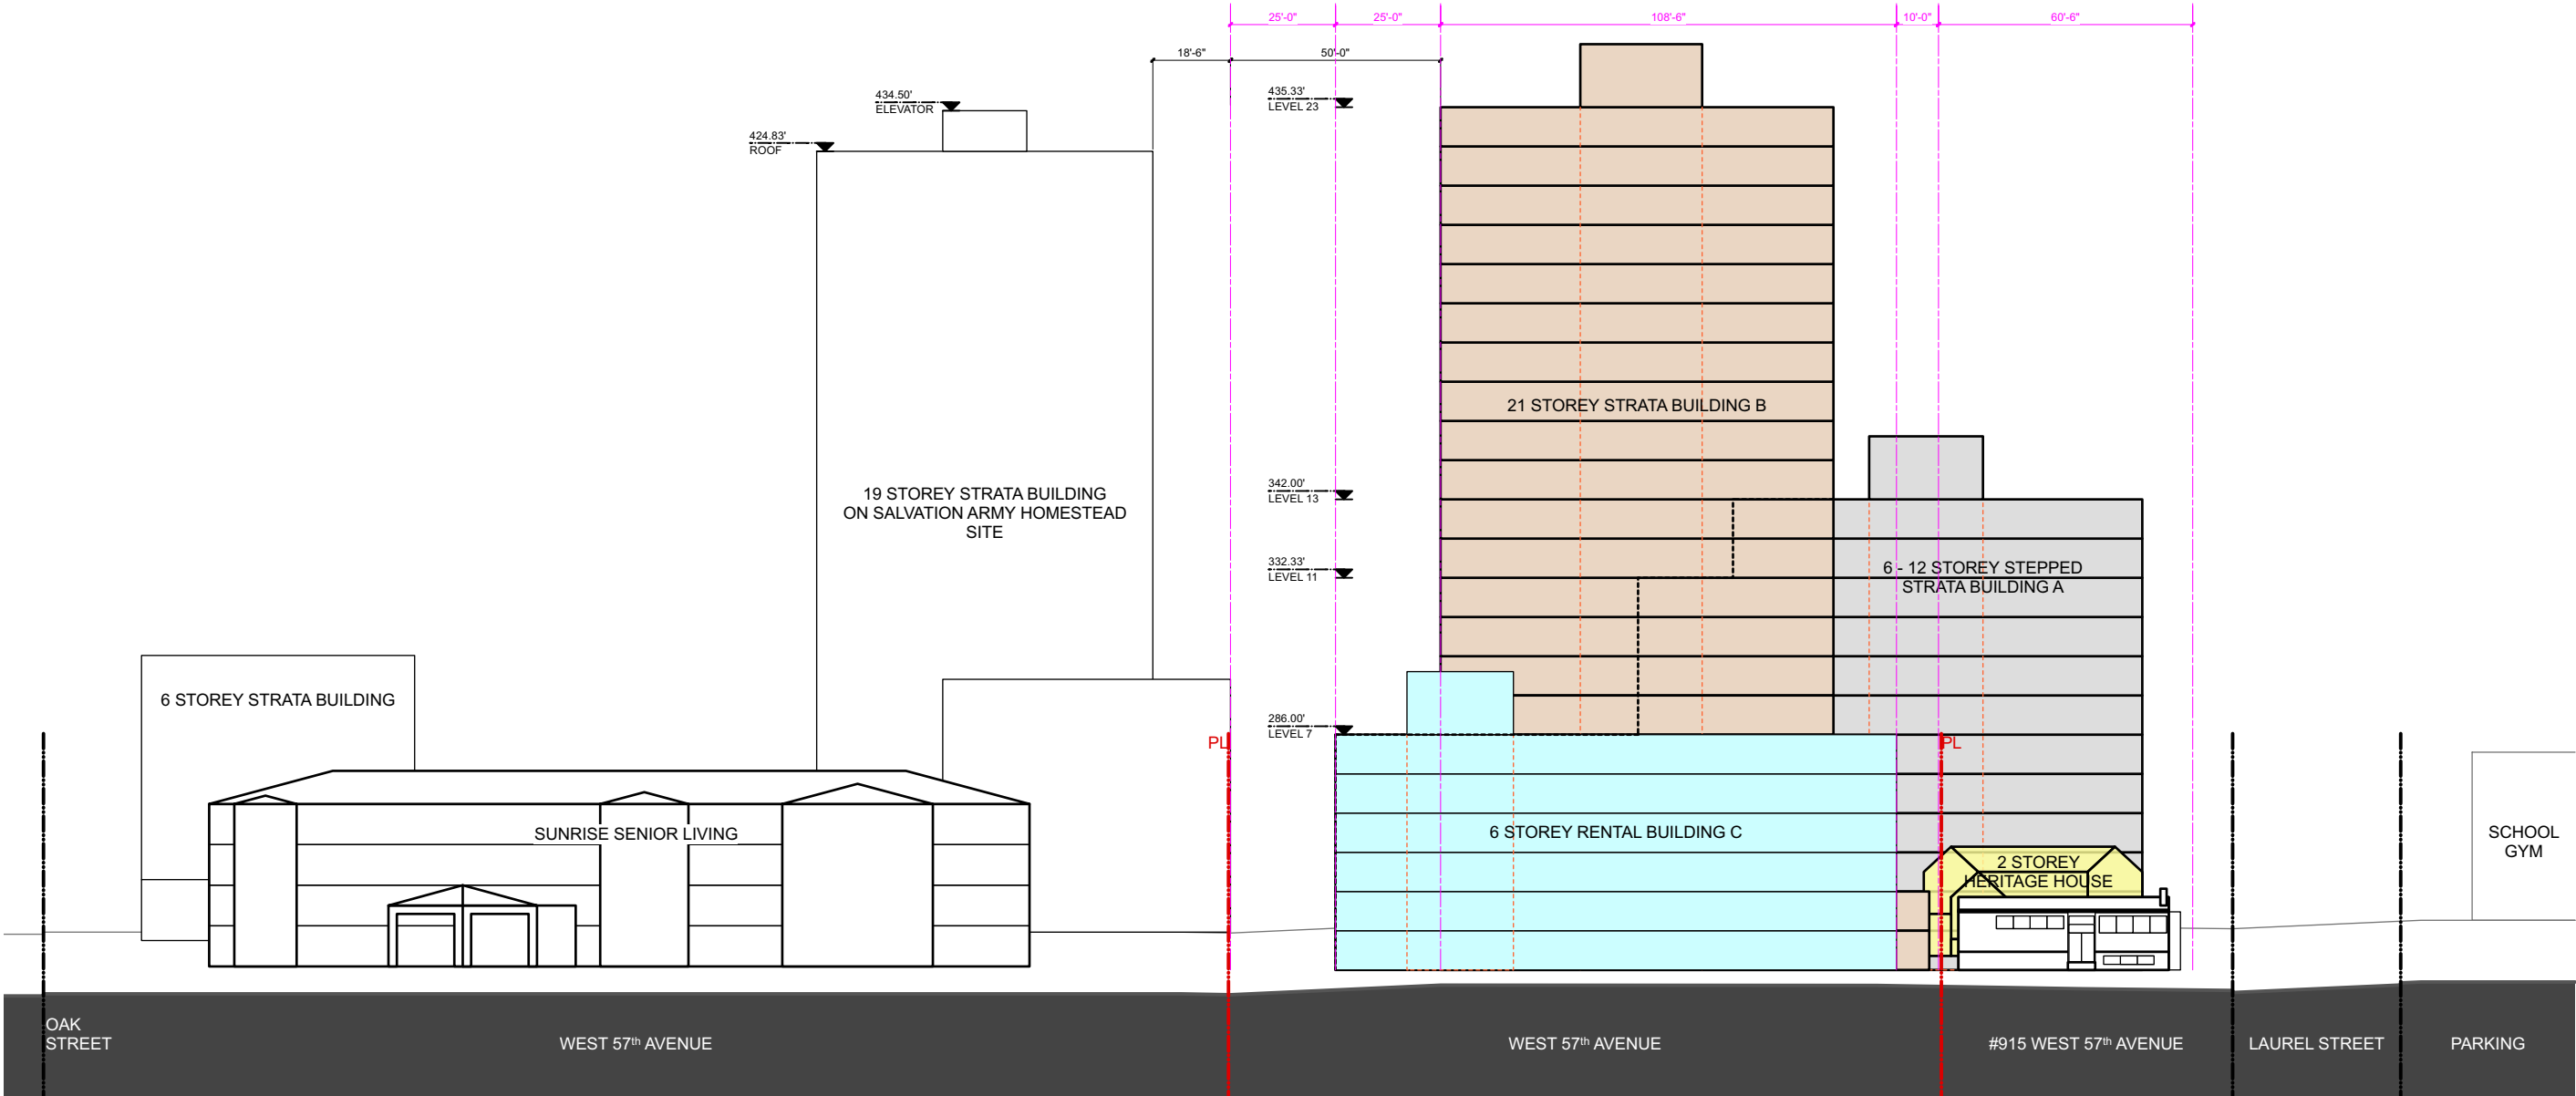 25'-0"
25'-0"
108'-6"
10'-0"
60'-6"
18'-6"
50'-0"
434.50'
ELEVATOR
435.33'
LEVEL 23
424.83'
ROOF
21 STOREY STRATA BUILDING B
19 STOREY STRATA BUILDING
ON SALVATION ARMY HOMESTEAD
SITE
342.00'
LEVEL 13
332.33'
LEVEL 11
6 - 12 STOREY STEPPED
STRATA BUILDING A
6 STOREY STRATA BUILDING
286.00'
LEVEL 7
PL
PL
SUNRISE SENIOR LIVING
6 STOREY RENTAL BUILDING C
SCHOOL
GYM
2 STOREY
HERITAGE HOUSE
OAK
STREET
WEST 57th AVENUE
WEST 57th AVENUE
#915 WEST 57th AVENUE
LAUREL STREET
PARKING